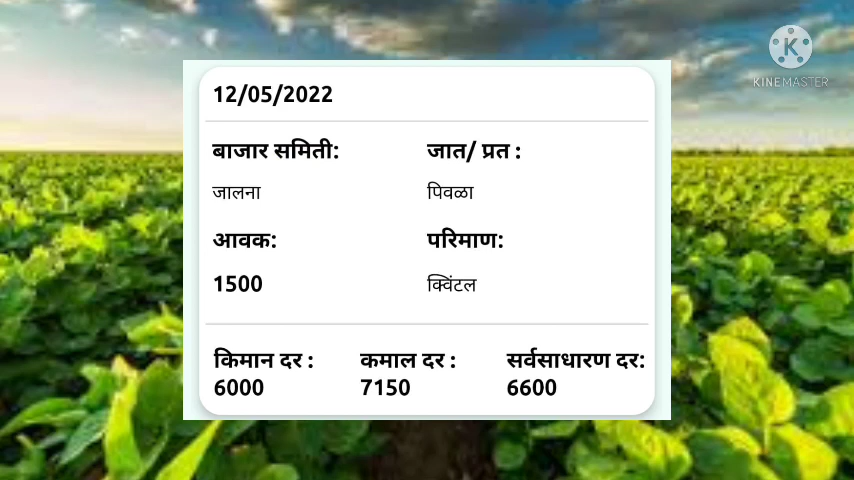 12/05/2022
बाजार समिती: जात/ प्रत :
जालना पिवळा
आवक: परिमाण:
1500 क्विंटल
किमान दर : कमाल दर : सर्वसाधारण दर:
6000 7150 6600
K
KINEMASTER